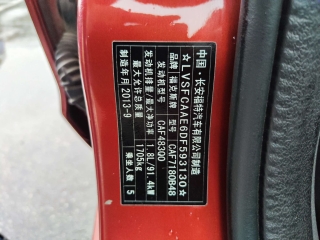 中国·长安福特汽车有限公司制造
☆LVSFCAAE6DF593130☆
品牌 福克斯牌 型号 CAF7180B48
发动机型号 CAF483Q0
发动机排量/最大净功率 1.8L/91.4kW
最大允许总质量 1705kg
制造年月 2013-9 乘坐人数 5